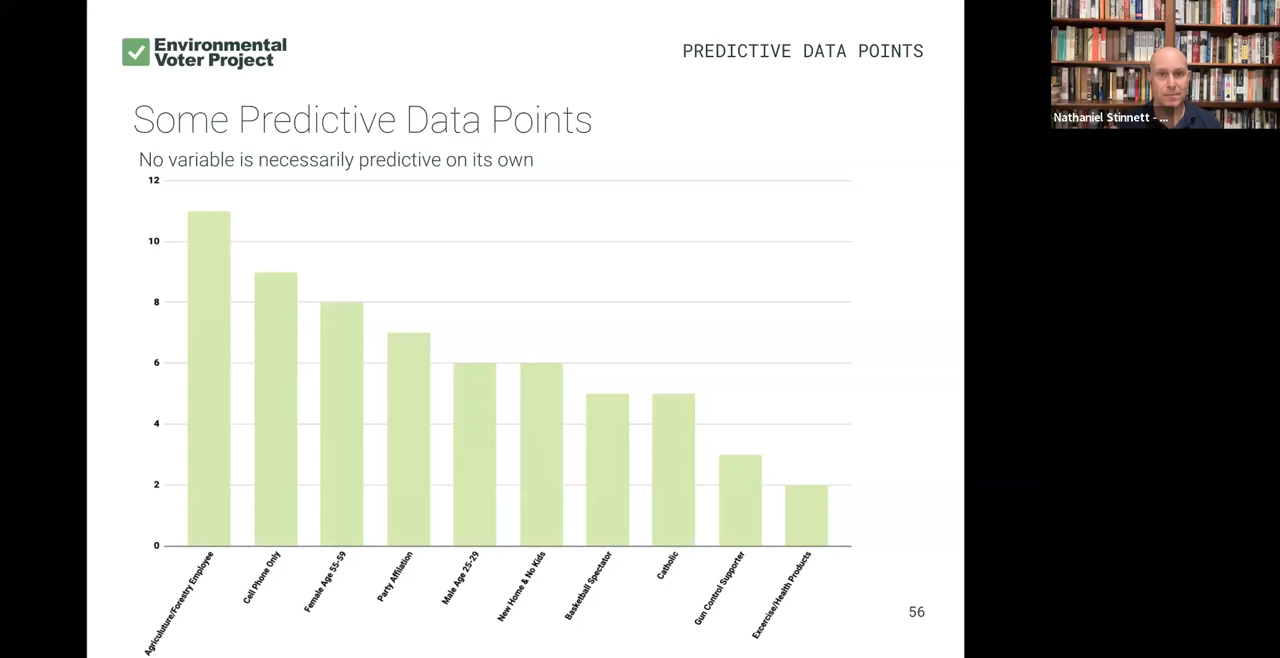 Environmental
Voter Project
PREDICTIVE DATA POINTS
Some Predictive Data Points
No variable is necessarily predictive on its own
12
10
8
6
4
2
0
Agriculuture/Forestry Employee
Cell Phone Only
Female Age 55-59
Party Affilation
Male Age 25-29
New Home & No Kids
Basketball Spectator
Catholic
Gun Control Supporter
Excercise/Health Products
56
Nathaniel Stinnett - ...